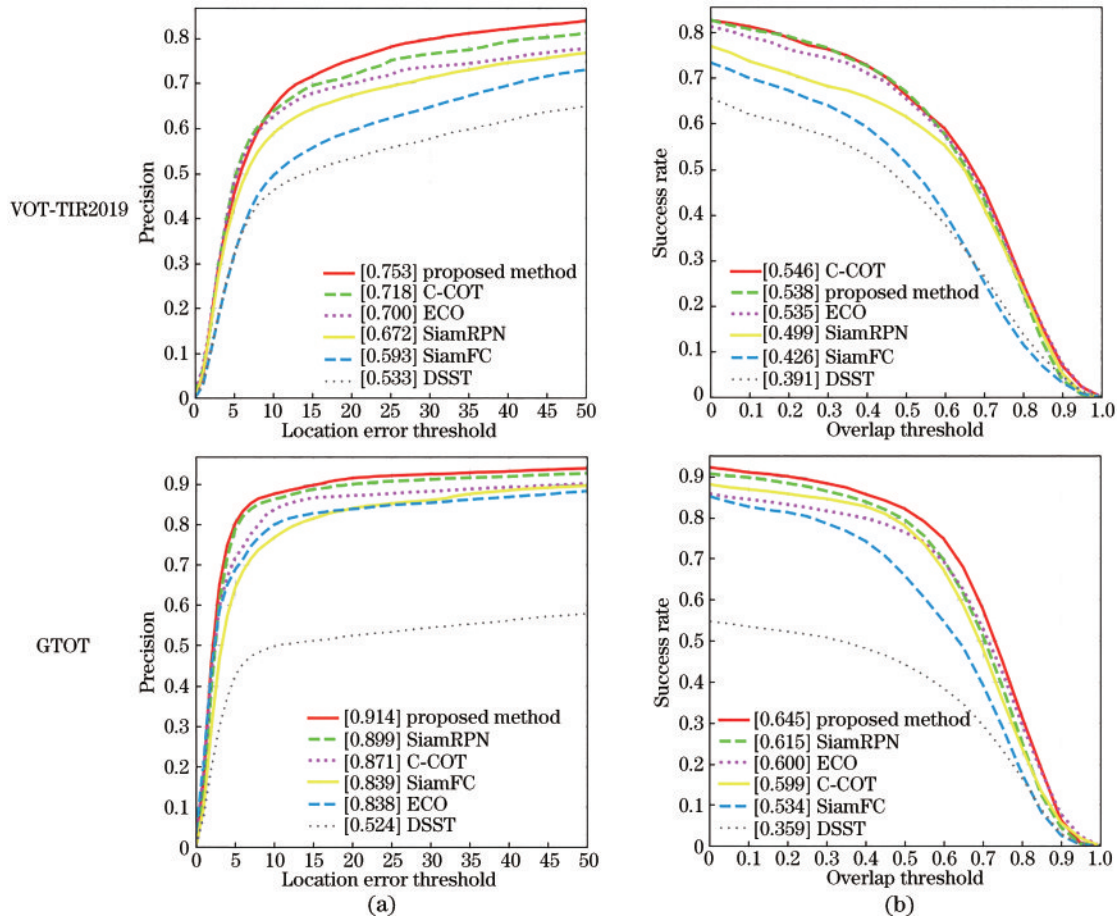 VOT-TIR2019
Precision
0.8
0.7
0.6
0.5
0.4
0.3
0.2
0.1
0
[0.753] proposed method
[0.718] C-COT
[0.700] ECO
[0.672] SiamRPN
[0.593] SiamFC
[0.533] DSST
0 5 10 15 20 25 30 35 40 45 50
Location error threshold
Success rate
0.8
0.7
0.6
0.5
0.4
0.3
0.2
0.1
0
[0.546] C-COT
[0.538] proposed method
[0.535] ECO
[0.499] SiamRPN
[0.426] SiamFC
[0.391] DSST
0 0.1 0.2 0.3 0.4 0.5 0.6 0.7 0.8 0.9 1.0
Overlap threshold
GTOT
Precision
0.9
0.8
0.7
0.6
0.5
0.4
0.3
0.2
0.1
0
[0.914] proposed method
[0.899] SiamRPN
[0.871] C-COT
[0.839] SiamFC
[0.838] ECO
[0.524] DSST
0 5 10 15 20 25 30 35 40 45 50
Location error threshold
(a)
Success rate
0.9
0.8
0.7
0.6
0.5
0.4
0.3
0.2
0.1
0
[0.645] proposed method
[0.615] SiamRPN
[0.600] ECO
[0.599] C-COT
[0.534] SiamFC
[0.359] DSST
0 0.1 0.2 0.3 0.4 0.5 0.6 0.7 0.8 0.9 1.0
Overlap threshold
(b)